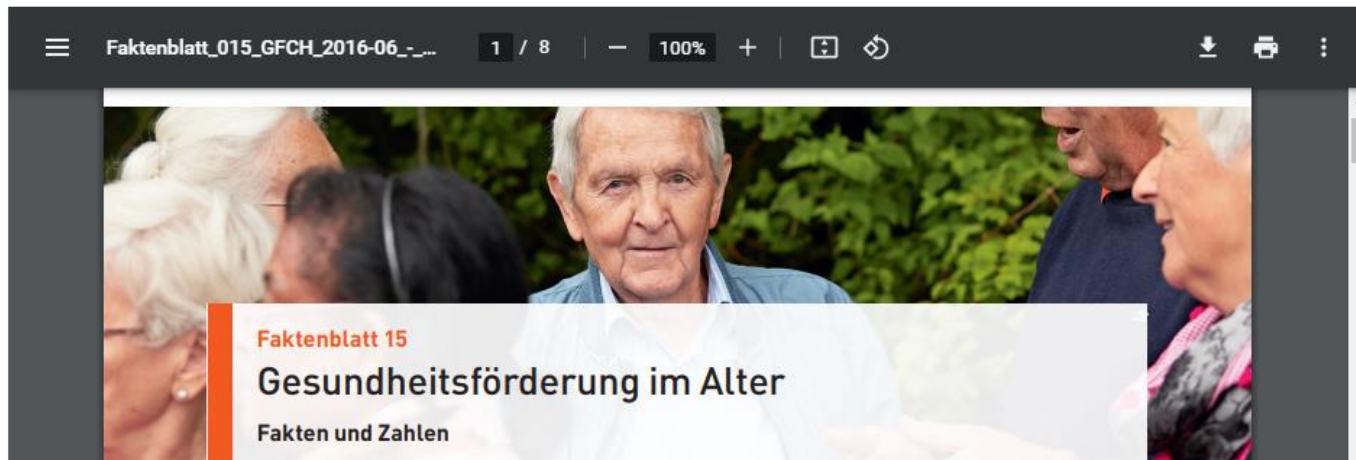 Faktenblatt_015_GFCH_2016-06_-_... 1 / 8 100%
Faktenblatt 15
Gesundheitsförderung im Alter
Fakten und Zahlen